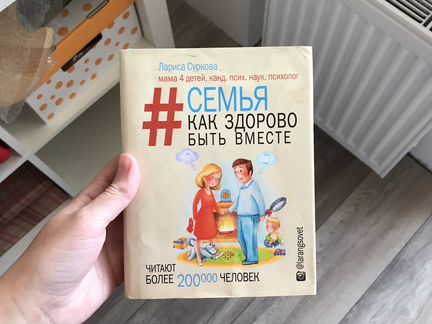 Лариса Суркова
мама 4 детей, канд. псих. наук, психолог
#СЕМЬЯ
КАК ЗДОРОВО
БЫТЬ ВМЕСТЕ
ЧИТАЮТ
БОЛЕЕ 200000 ЧЕЛОВЕК
@larangsovet